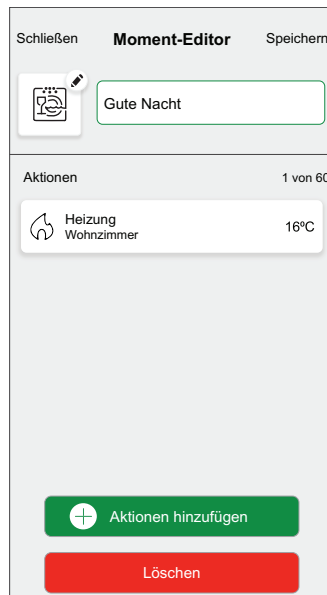 Schließen Moment-Editor Speichern
Gute Nacht
Aktionen 1 von 60
Heizung
Wohnzimmer 16ºC
Aktionen hinzufügen
Löschen